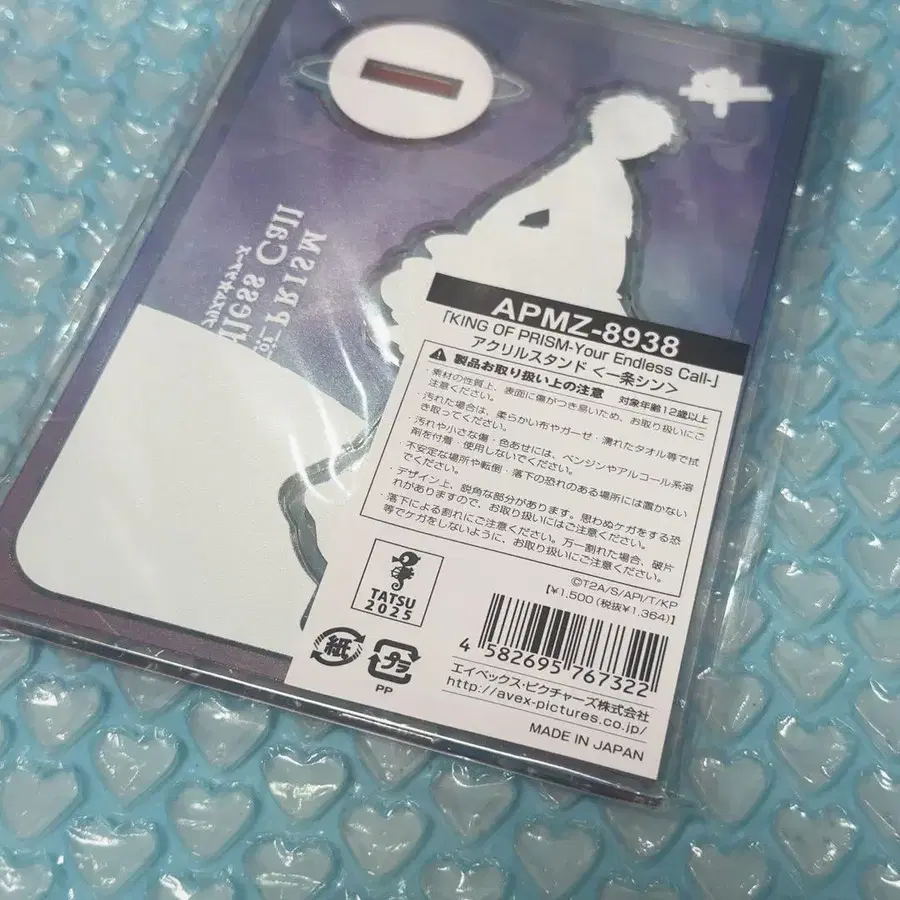 APMZ-8938
「KING OF PRISM-Your Endless Call-」
アクリルスタンド <一条シン>
製品お取り扱い上の注意 対象年齢12歳以上
・素材の性質上、表面に傷がつき易いため、お取り扱いにご
注意ください。
・汚れた場合は、柔らかい布やガーゼ・濡れたタオル等で拭
き取ってください。
・汚れや小さな傷・色あせには、ベンジンやアルコール系溶
剤を付着・使用しないでください。
・不安定な場所や転倒・落下の恐れのある場所には置かない
でください。
・デザイン上、鋭角な部分があります。思わぬケガをする恐
れがありますので、お取り扱いにはご注意ください。
・落下による割れにご注意ください。万一割れた場合、破片
等でケガをしないように、お取り扱いにご注意ください。
©T2A/S/API/T/KP
【¥1,500(税抜¥1,364)】
TATSU
2025
紙
プラ
PP
4 582695 767322
エイベックス・ピクチャーズ株式会社
http://avex-pictures.co.jp/
MADE IN JAPAN
PRISM
Call